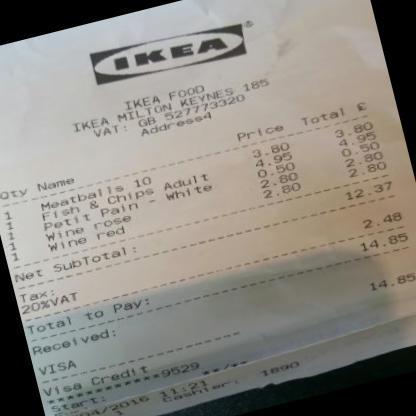 IKEA
IKEA FOOD
IKEA MILTON KEYNES 185
VAT: GB 527773320
Address4
Qty Name Price Total £
1 Meatballs 10 3.80 3.80
1 Fish & Chips Adult 4.95 4.95
1 Petit Pain - White 0.50 0.50
1 Wine rose 2.80 2.80
1 Wine red 2.80 2.80
Net SubTotal: 12.37
Tax:
20%VAT 2.48
Total to Pay: 14.85
Received:
VISA 14.85
Visa Credit
************9529 **/**
Start:
/04/2016 11:21
Cashier: 1890